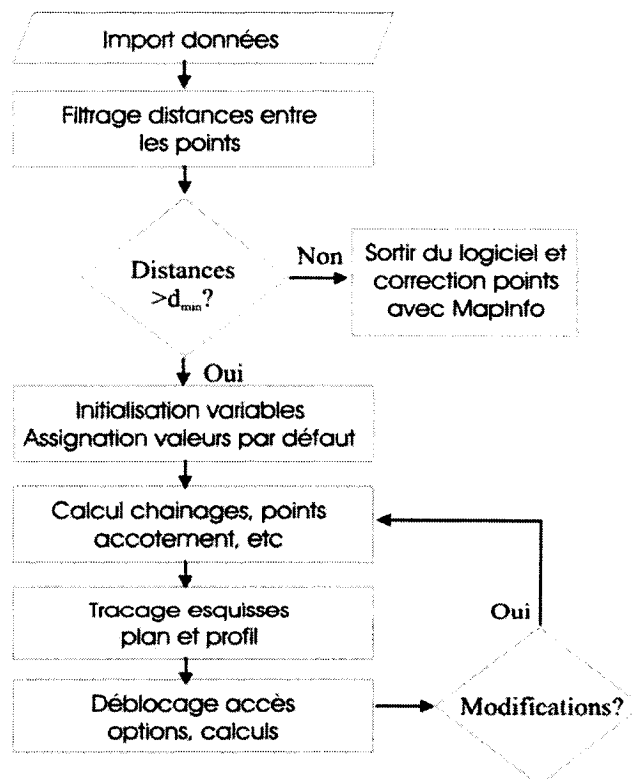 Import données
Filtrage distances entre
les points
Distances
>dmin?
Non
Sortir du logiciel et
correction points
avec MapInfo
Oui
Initialisation variables
Assignation valeurs par défaut
Calcul chainages, points
accotement, etc
Tracage esquisses
plan et profil
Oui
Déblocage accès
options, calculs
Modifications?